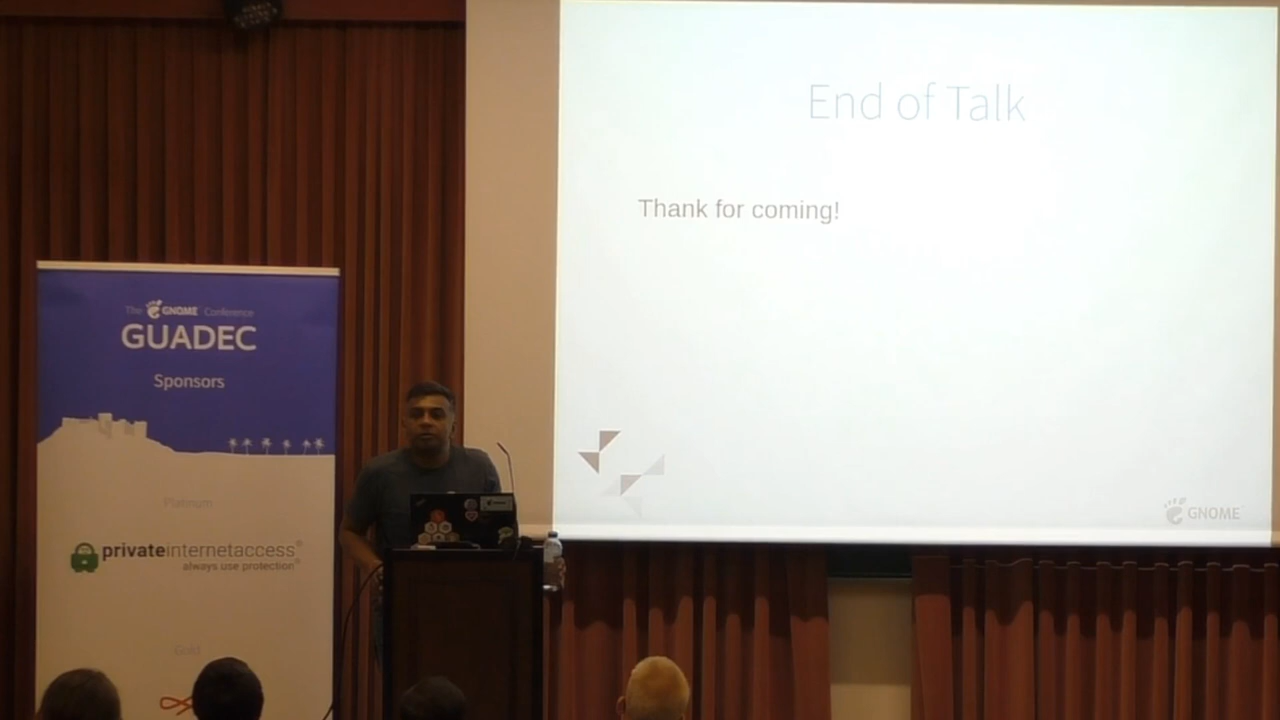 End of Talk
Thank for coming!
GNOME
The GNOME Conference
GUADEC
Sponsors
Platinum
privateinternetaccess®
always use protection®
Gold